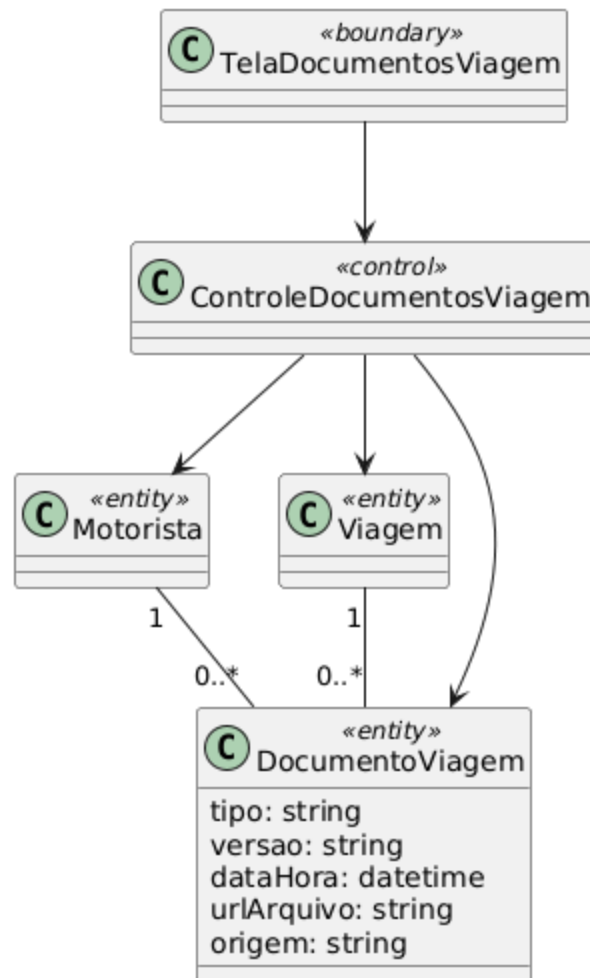 C «boundary»
TelaDocumentosViagem
C «control»
ControleDocumentosViagem
C «entity»
Motorista
C «entity»
Viagem
1
1
0..*
0..*
C «entity»
DocumentoViagem
tipo: string
versao: string
dataHora: datetime
urlArquivo: string
origem: string